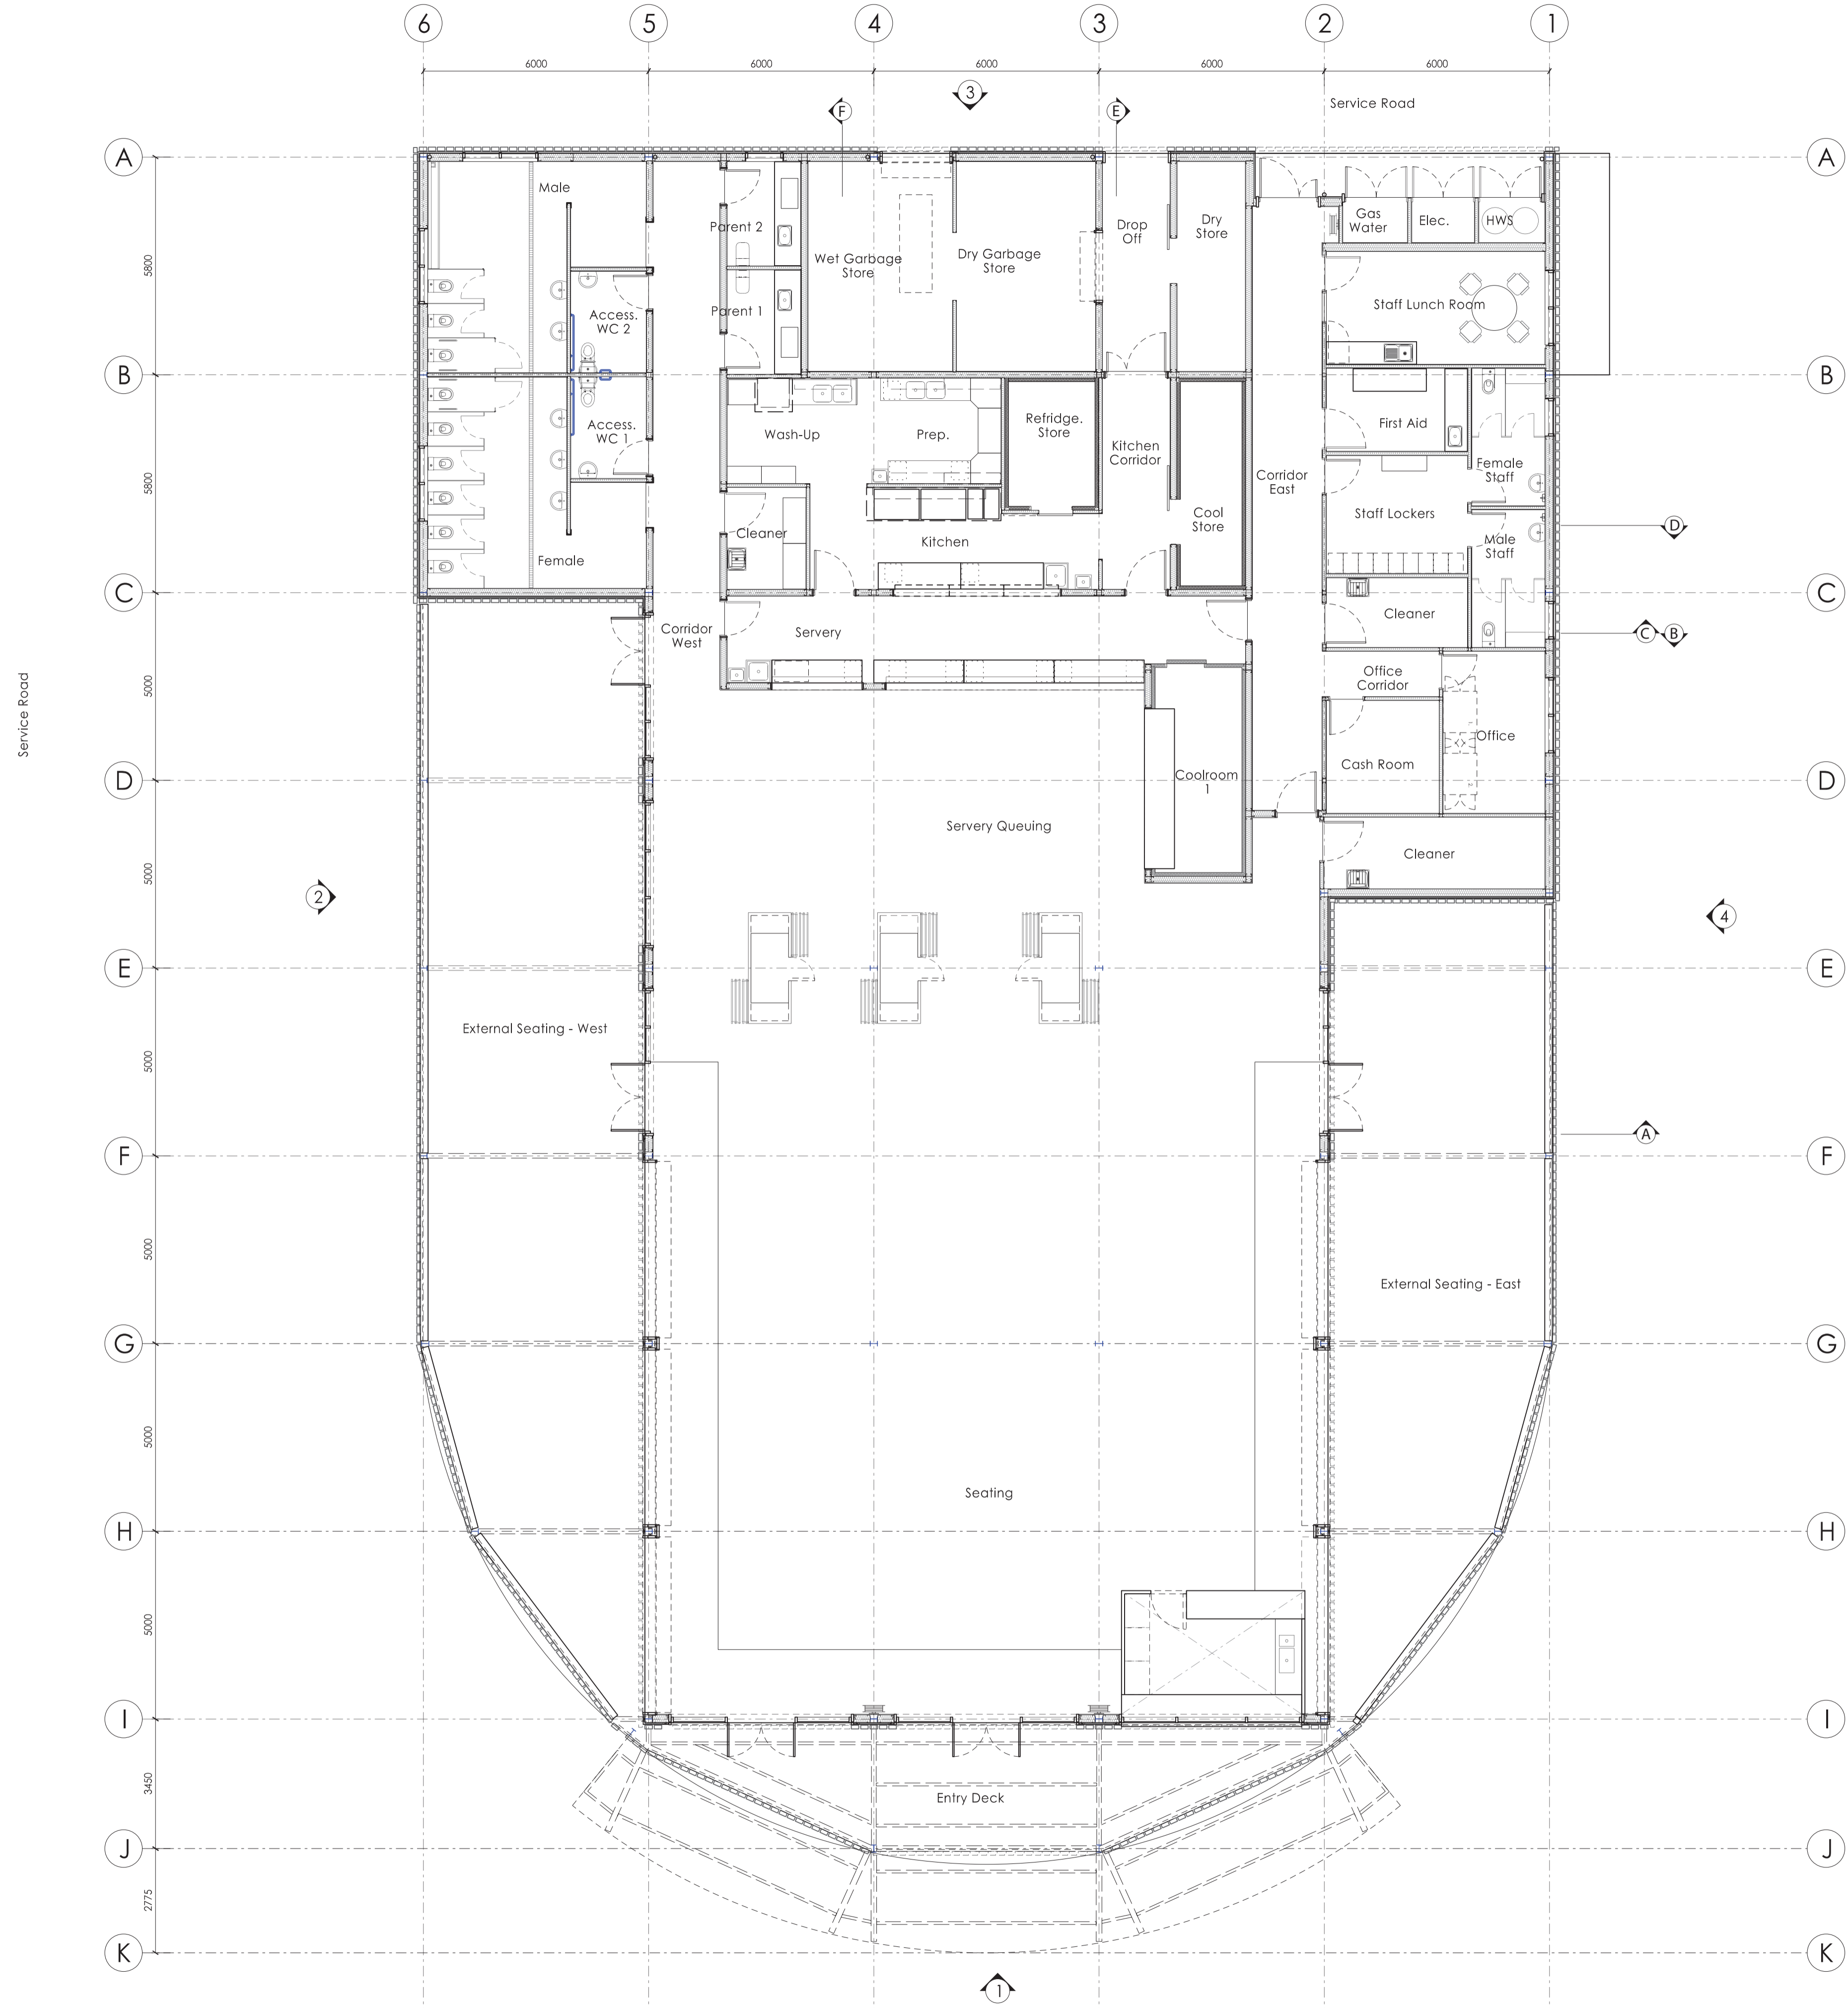 6 5 4 3 2 1
6000 6000 6000 6000 6000
3
Service Road
F
E
A
A
Male
Parent 2
Wet Garbage
Store
Dry Garbage
Store
Drop
Off
Dry
Store
Gas
Water
Elec.
HWS
5800
Staff Lunch Room
Parent 1
Access.
WC 2
B
B
Access.
WC 1
Wash-Up
Prep.
Refridge.
Store
Kitchen
Corridor
First Aid
5800
Corridor
East
Female
Staff
Cool
Store
Staff Lockers
D
Cleaner
Kitchen
Male
Staff
Female
C
C
Cleaner
Corridor
West
Servery
C
B
Service Road
5000
Office
Corridor
Office
Cash Room
D
Coolroom
1
D
Servery Queuing
Cleaner
5000
2
4
E
E
External Seating - West
5000
A
F
F
5000
External Seating - East
G
G
5000
Seating
H
H
5000
I
I
3450
Entry Deck
J
J
2775
K
K
1